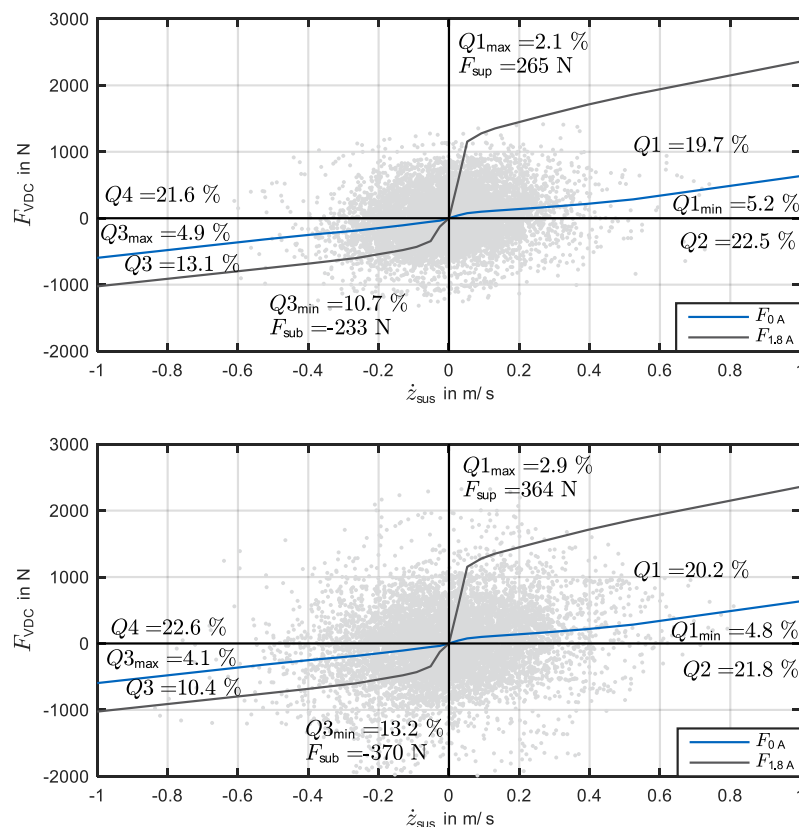 3000
Q1max =2.1 %
Fsup =265 N
2000
1000
Q1 =19.7 %
Q4 =21.6 %
Q1min =5.2 %
0
Q3max =4.9 %
Q2 =22.5 %
Q3 =13.1 %
-1000
Q3min =10.7 %
Fsub =-233 N
F0 A
F1.8 A
-2000
FVDC in N
-1 -0.8 -0.6 -0.4 -0.2 0 0.2 0.4 0.6 0.8 1
żsus in m/s
3000
Q1max =2.9 %
Fsup =364 N
2000
1000
Q1 =20.2 %
Q4 =22.6 %
Q1min =4.8 %
0
Q3max =4.1 %
Q2 =21.8 %
Q3 =10.4 %
-1000
Q3min =13.2 %
Fsub =-370 N
F0 A
F1.8 A
-2000
FVDC in N
-1 -0.8 -0.6 -0.4 -0.2 0 0.2 0.4 0.6 0.8 1
żsus in m/s